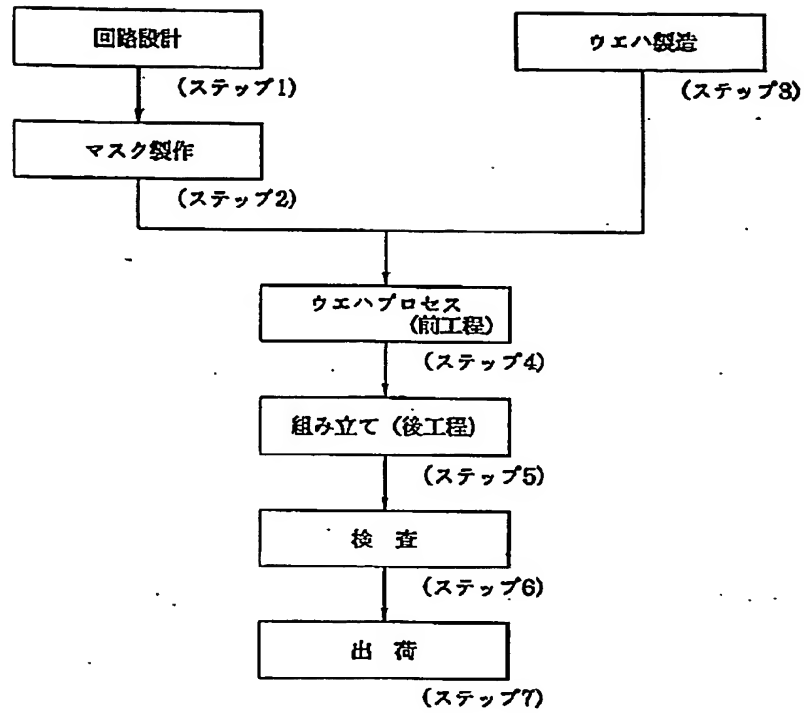 回路設計
(ステップ1)
マスク製作
(ステップ2)
ウエハ製造
(ステップ3)
ウエハプロセス
(前工程)
(ステップ4)
組み立て(後工程)
(ステップ5)
検 査
(ステップ6)
出 荷
(ステップ7)